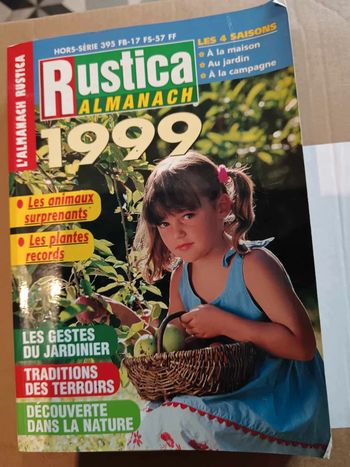 HORS-SÉRIE 395 FB-17 FS-57 FF
LES 4 SAISONS
À la maison
Au jardin
À la campagne
Rustica
ALMANACH
1999
L'ALMANACH RUSTICA
Les animaux
surprenants
Les plantes
records
LES GESTES
DU JARDINIER
TRADITIONS
DES TERROIRS
DÉCOUVERTE
DANS LA NATURE